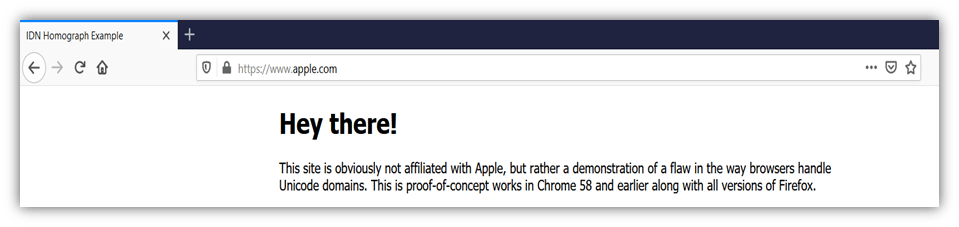 IDN Homograph Example
https://www.apple.com
Hey there!
This site is obviously not affiliated with Apple, but rather a demonstration of a flaw in the way browsers handle
Unicode domains. This is proof-of-concept works in Chrome 58 and earlier along with all versions of Firefox.